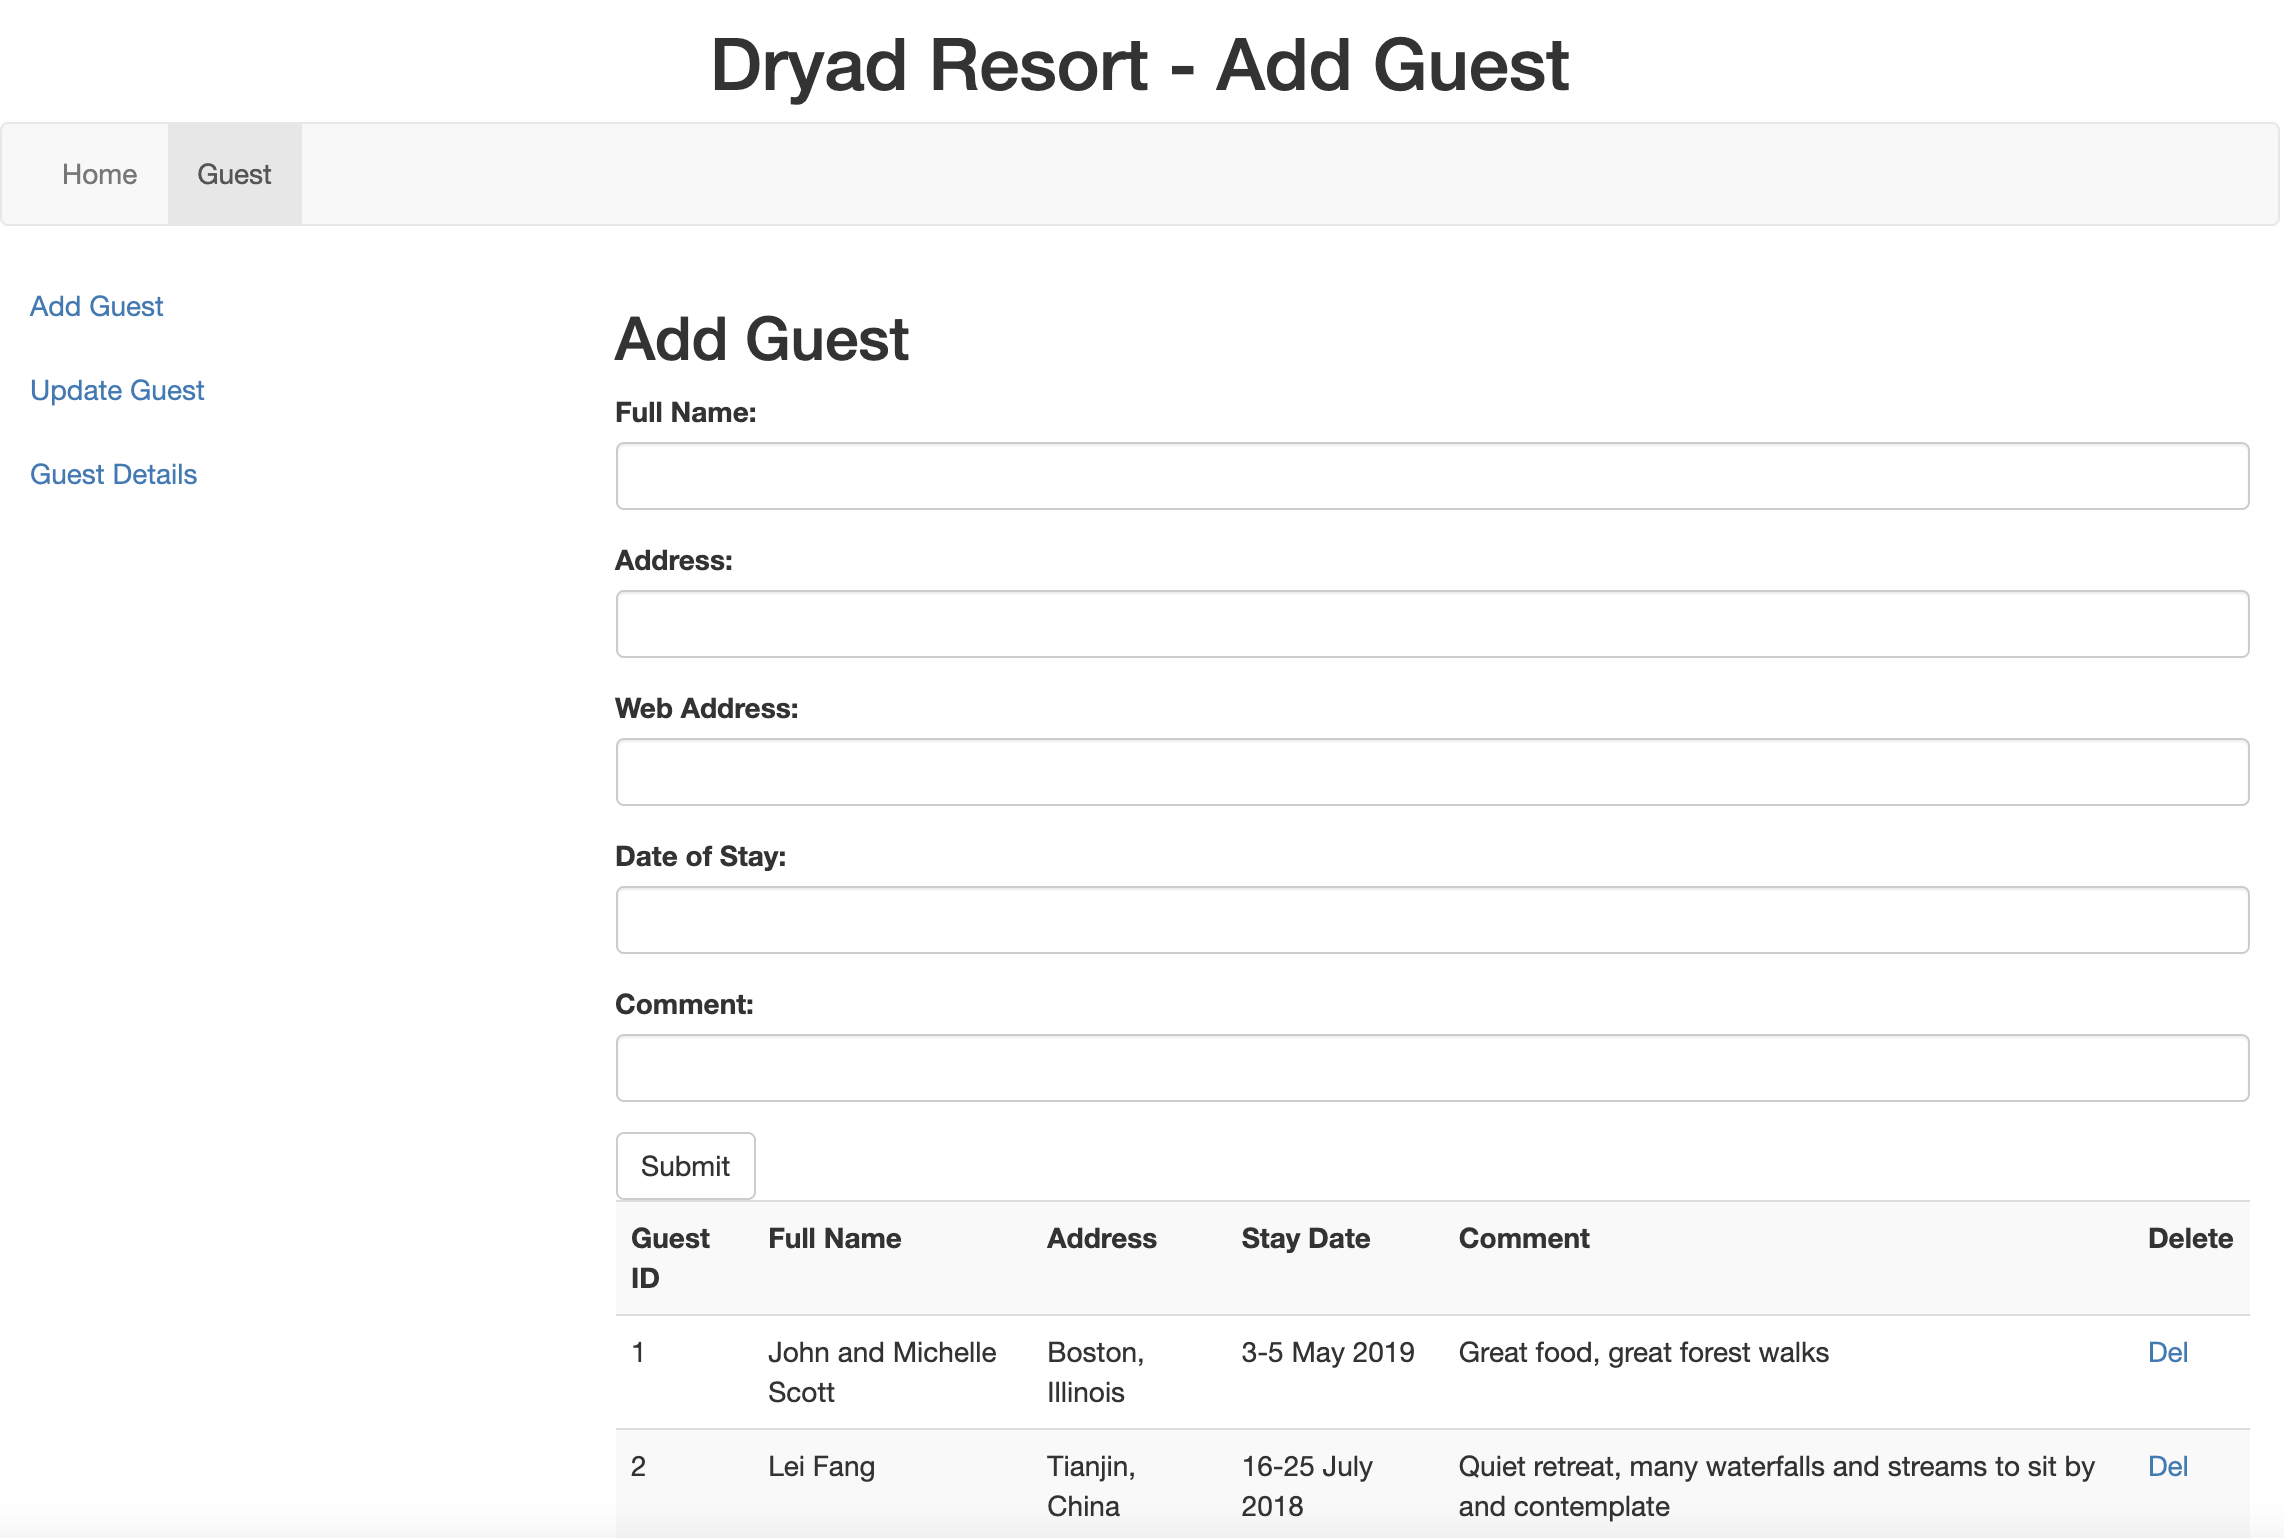 Dryad Resort - Add Guest
Home Guest
Add Guest
Update Guest
Guest Details
Add Guest
Full Name:
Address:
Web Address:
Date of Stay:
Comment:
Submit
Guest ID Full Name Address Stay Date Comment Delete
1 John and Michelle Scott Boston, Illinois 3-5 May 2019 Great food, great forest walks Del
2 Lei Fang Tianjin, China 16-25 July 2018 Quiet retreat, many waterfalls and streams to sit by and contemplate Del